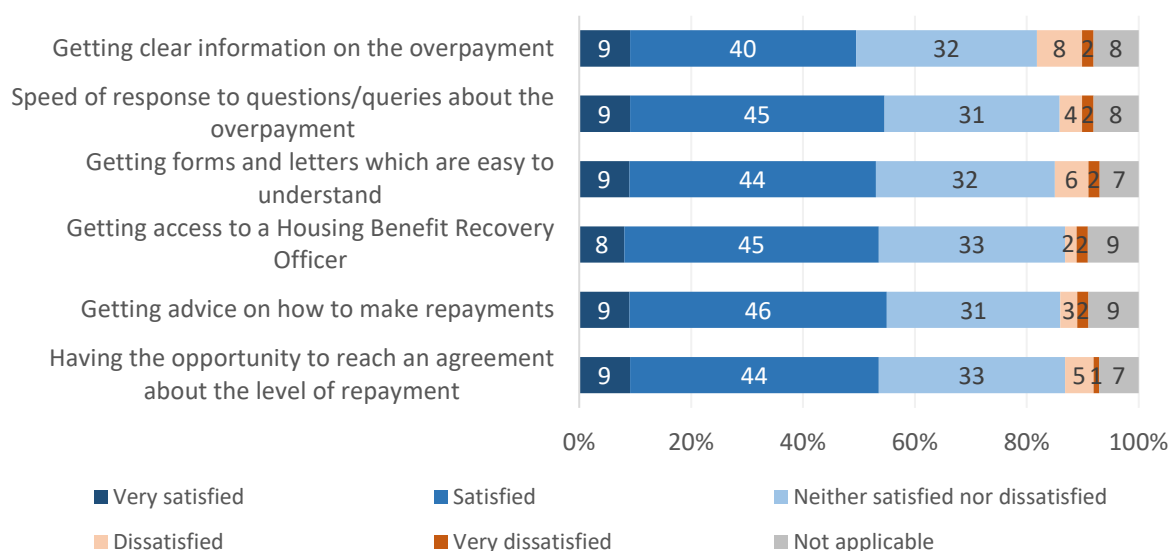 Getting clear information on the overpayment
9 40 32 8 2 8
Speed of response to questions/queries about the
overpayment
9 45 31 4 2 8
Getting forms and letters which are easy to
understand
9 44 32 6 2 7
Getting access to a Housing Benefit Recovery
Officer
8 45 33 2 2 9
Getting advice on how to make repayments
9 46 31 3 2 9
Having the opportunity to reach an agreement
about the level of repayment
9 44 33 5 1 7
0% 20% 40% 60% 80% 100%
Very satisfied Satisfied Neither satisfied nor dissatisfied
Dissatisfied Very dissatisfied Not applicable